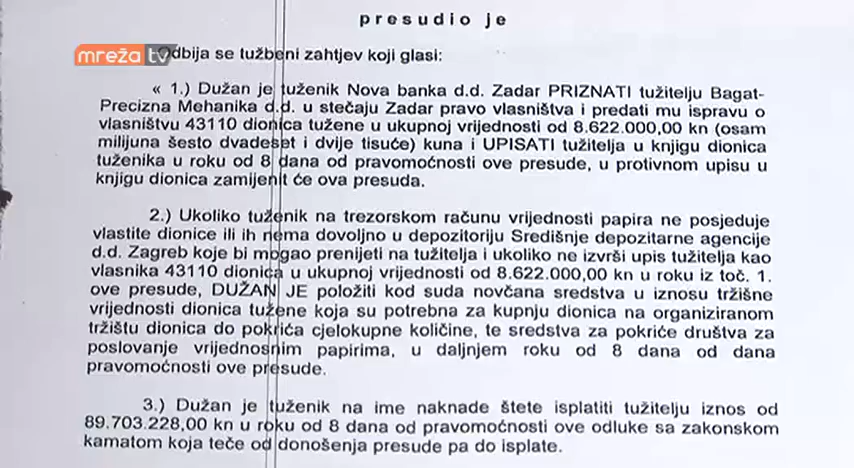 presudio je
mreža tv
Odbija se tužbeni zahtjev koji glasi:
« 1.) Dužan je tuženik Nova banka d.d. Zadar PRIZNATI tužitelju Bagat-
Precizna Mehanika d.d. u stečaju Zadar pravo vlasništva i predati mu ispravu o
vlasništvu 43110 dionica tužene u ukupnoj vrijednosti od 8.622.000,00 kn (osam
milijuna šesto dvadeset i dvije tisuće) kuna i UPISATI tužitelja u knjigu dionica
tuženika u roku od 8 dana od pravomoćnosti ove presude, u protivnom upisu u
knjigu dionica zamijenit će ova presuda.
2.) Ukoliko tuženik na trezorskom računu vrijednosti papira ne posjeduje
vlastite dionice ili ih nema dovoljno u depozitoriju Središnje depozitarne agencije
d.d. Zagreb koje bi mogao prenijeti na tužitelja i ukoliko ne izvrši upis tužitelja kao
vlasnika 43110 dionica u ukupnoj vrijednosti od 8.622.000,00 kn u roku iz toč. 1.
ove presude, DUŽAN JE položiti kod suda novčana sredstva u iznosu tržišne
vrijednosti dionica tužene koja su potrebna za kupnju dionica na organiziranom
tržištu dionica do pokrića cjelokupne količine, te sredstva za pokriće društva za
poslovanje vrijednosnim papirima, u daljnjem roku od 8 dana od dana
pravomoćnosti ove presude.
3.) Dužan je tuženik na ime naknade štete isplatiti tužitelju iznos od
89.703.228,00 kn u roku od 8 dana od pravomoćnosti ove odluke sa zakonskom
kamatom koja teče od donošenja presude pa do isplate.